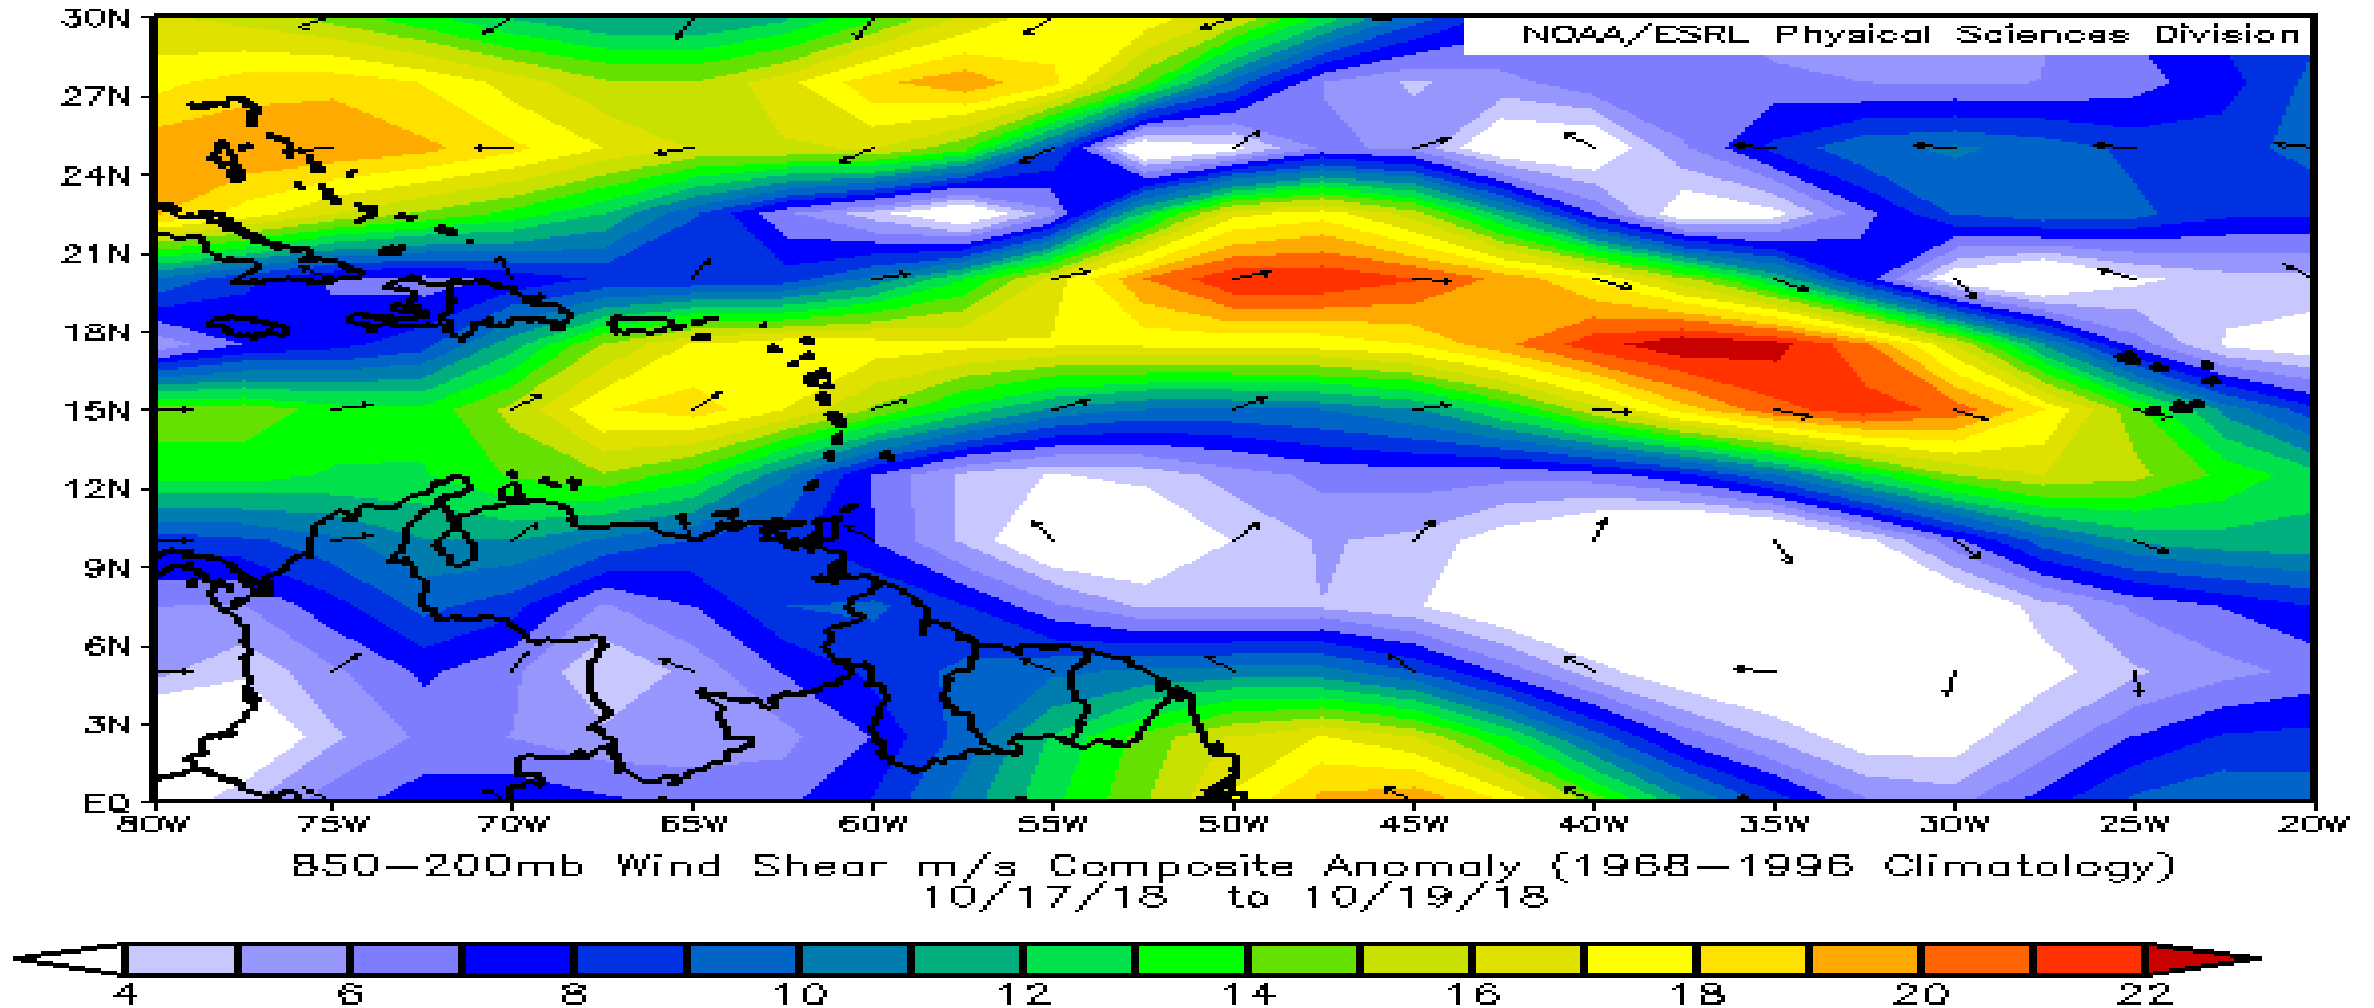 NOAA/ESRL Physical Sciences Division
30N
27N
24N
21N
18N
15N
12N
9N
6N
3N
EQ
80W 75W 70W 65W 60W 55W 50W 45W 40W 35W 30W 25W 20W
850-200mb Wind Shear m/s Composite Anomaly (1968-1996 Climatology)
10/17/18 to 10/19/18
4 6 8 10 12 14 16 18 20 22